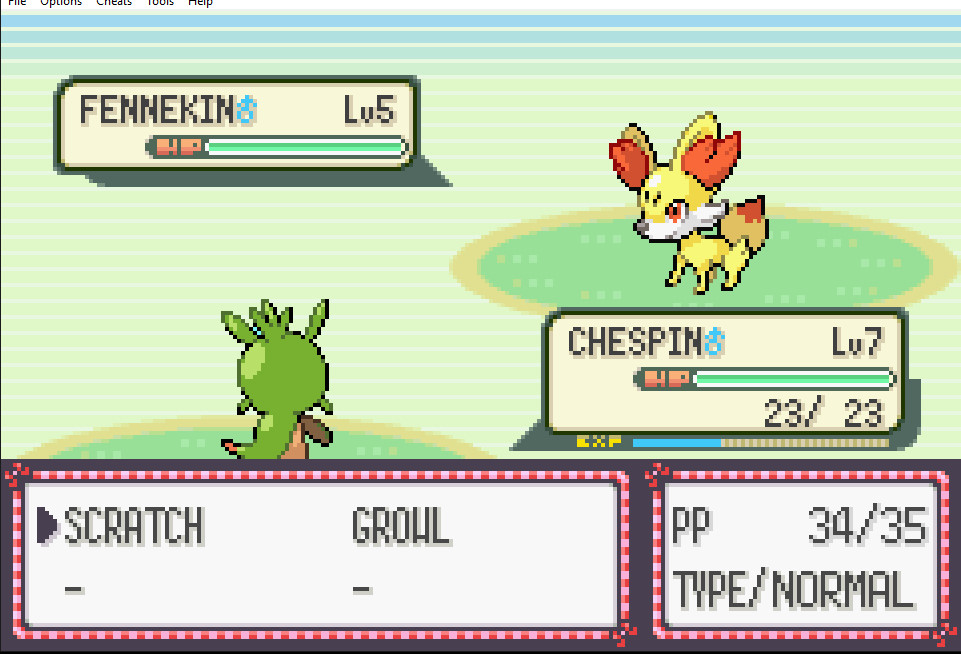 File Options Cheats Tools Help
FENNEKIN♂ Lv5
HP
CHESPIN♂ Lv7
HP
23/ 23
EXP
SCRATCH GROWL
- -
PP 34/35
TYPE/NORMAL